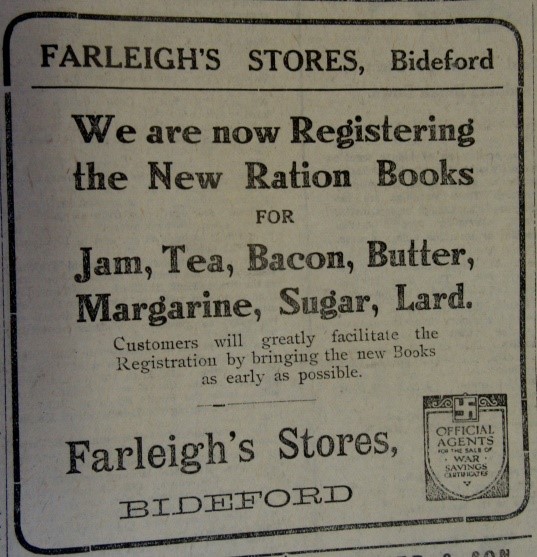 FARLEIGH'S STORES, Bideford
We are now Registering
the New Ration Books
FOR
Jam, Tea, Bacon, Butter,
Margarine, Sugar, Lard.
Customers will greatly facilitate the
Registration by bringing the new Books
as early as possible.
Farleigh's Stores,
BIDEFORD
OFFICIAL
AGENTS
FOR THE SALE OF
WAR
SAVINGS
CERTIFICATES
& SON